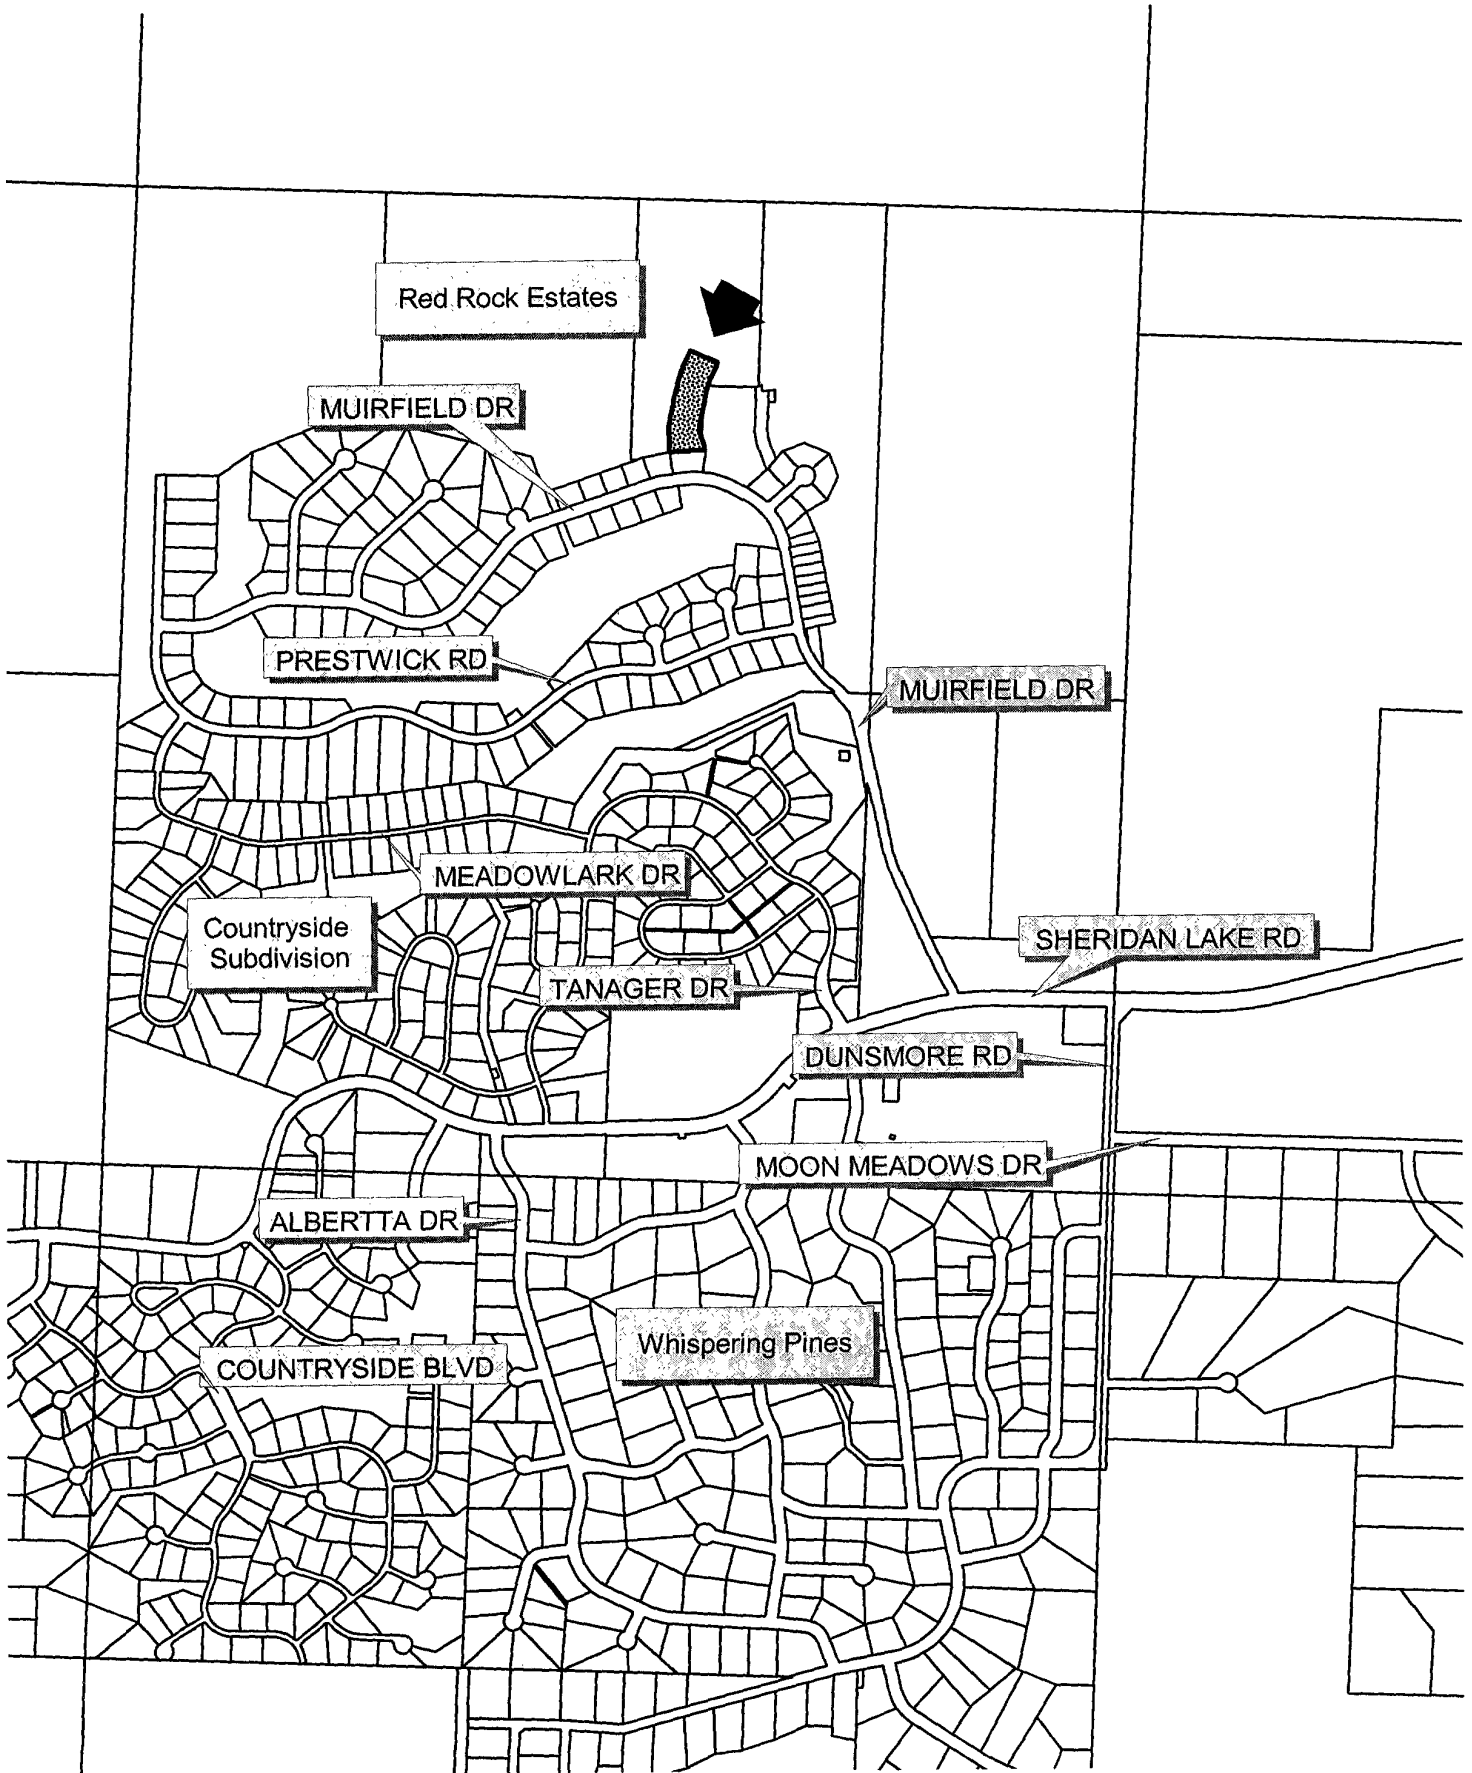 Red Rock Estates
MUIRFIELD DR
PRESTWICK RD
MUIRFIELD DR
MEADOWLARK DR
Countryside
Subdivision
SHERIDAN LAKE RD
TANAGER DR
DUNSMORE RD
MOON MEADOWS DR
ALBERTTA DR
Whispering Pines
COUNTRYSIDE BLVD